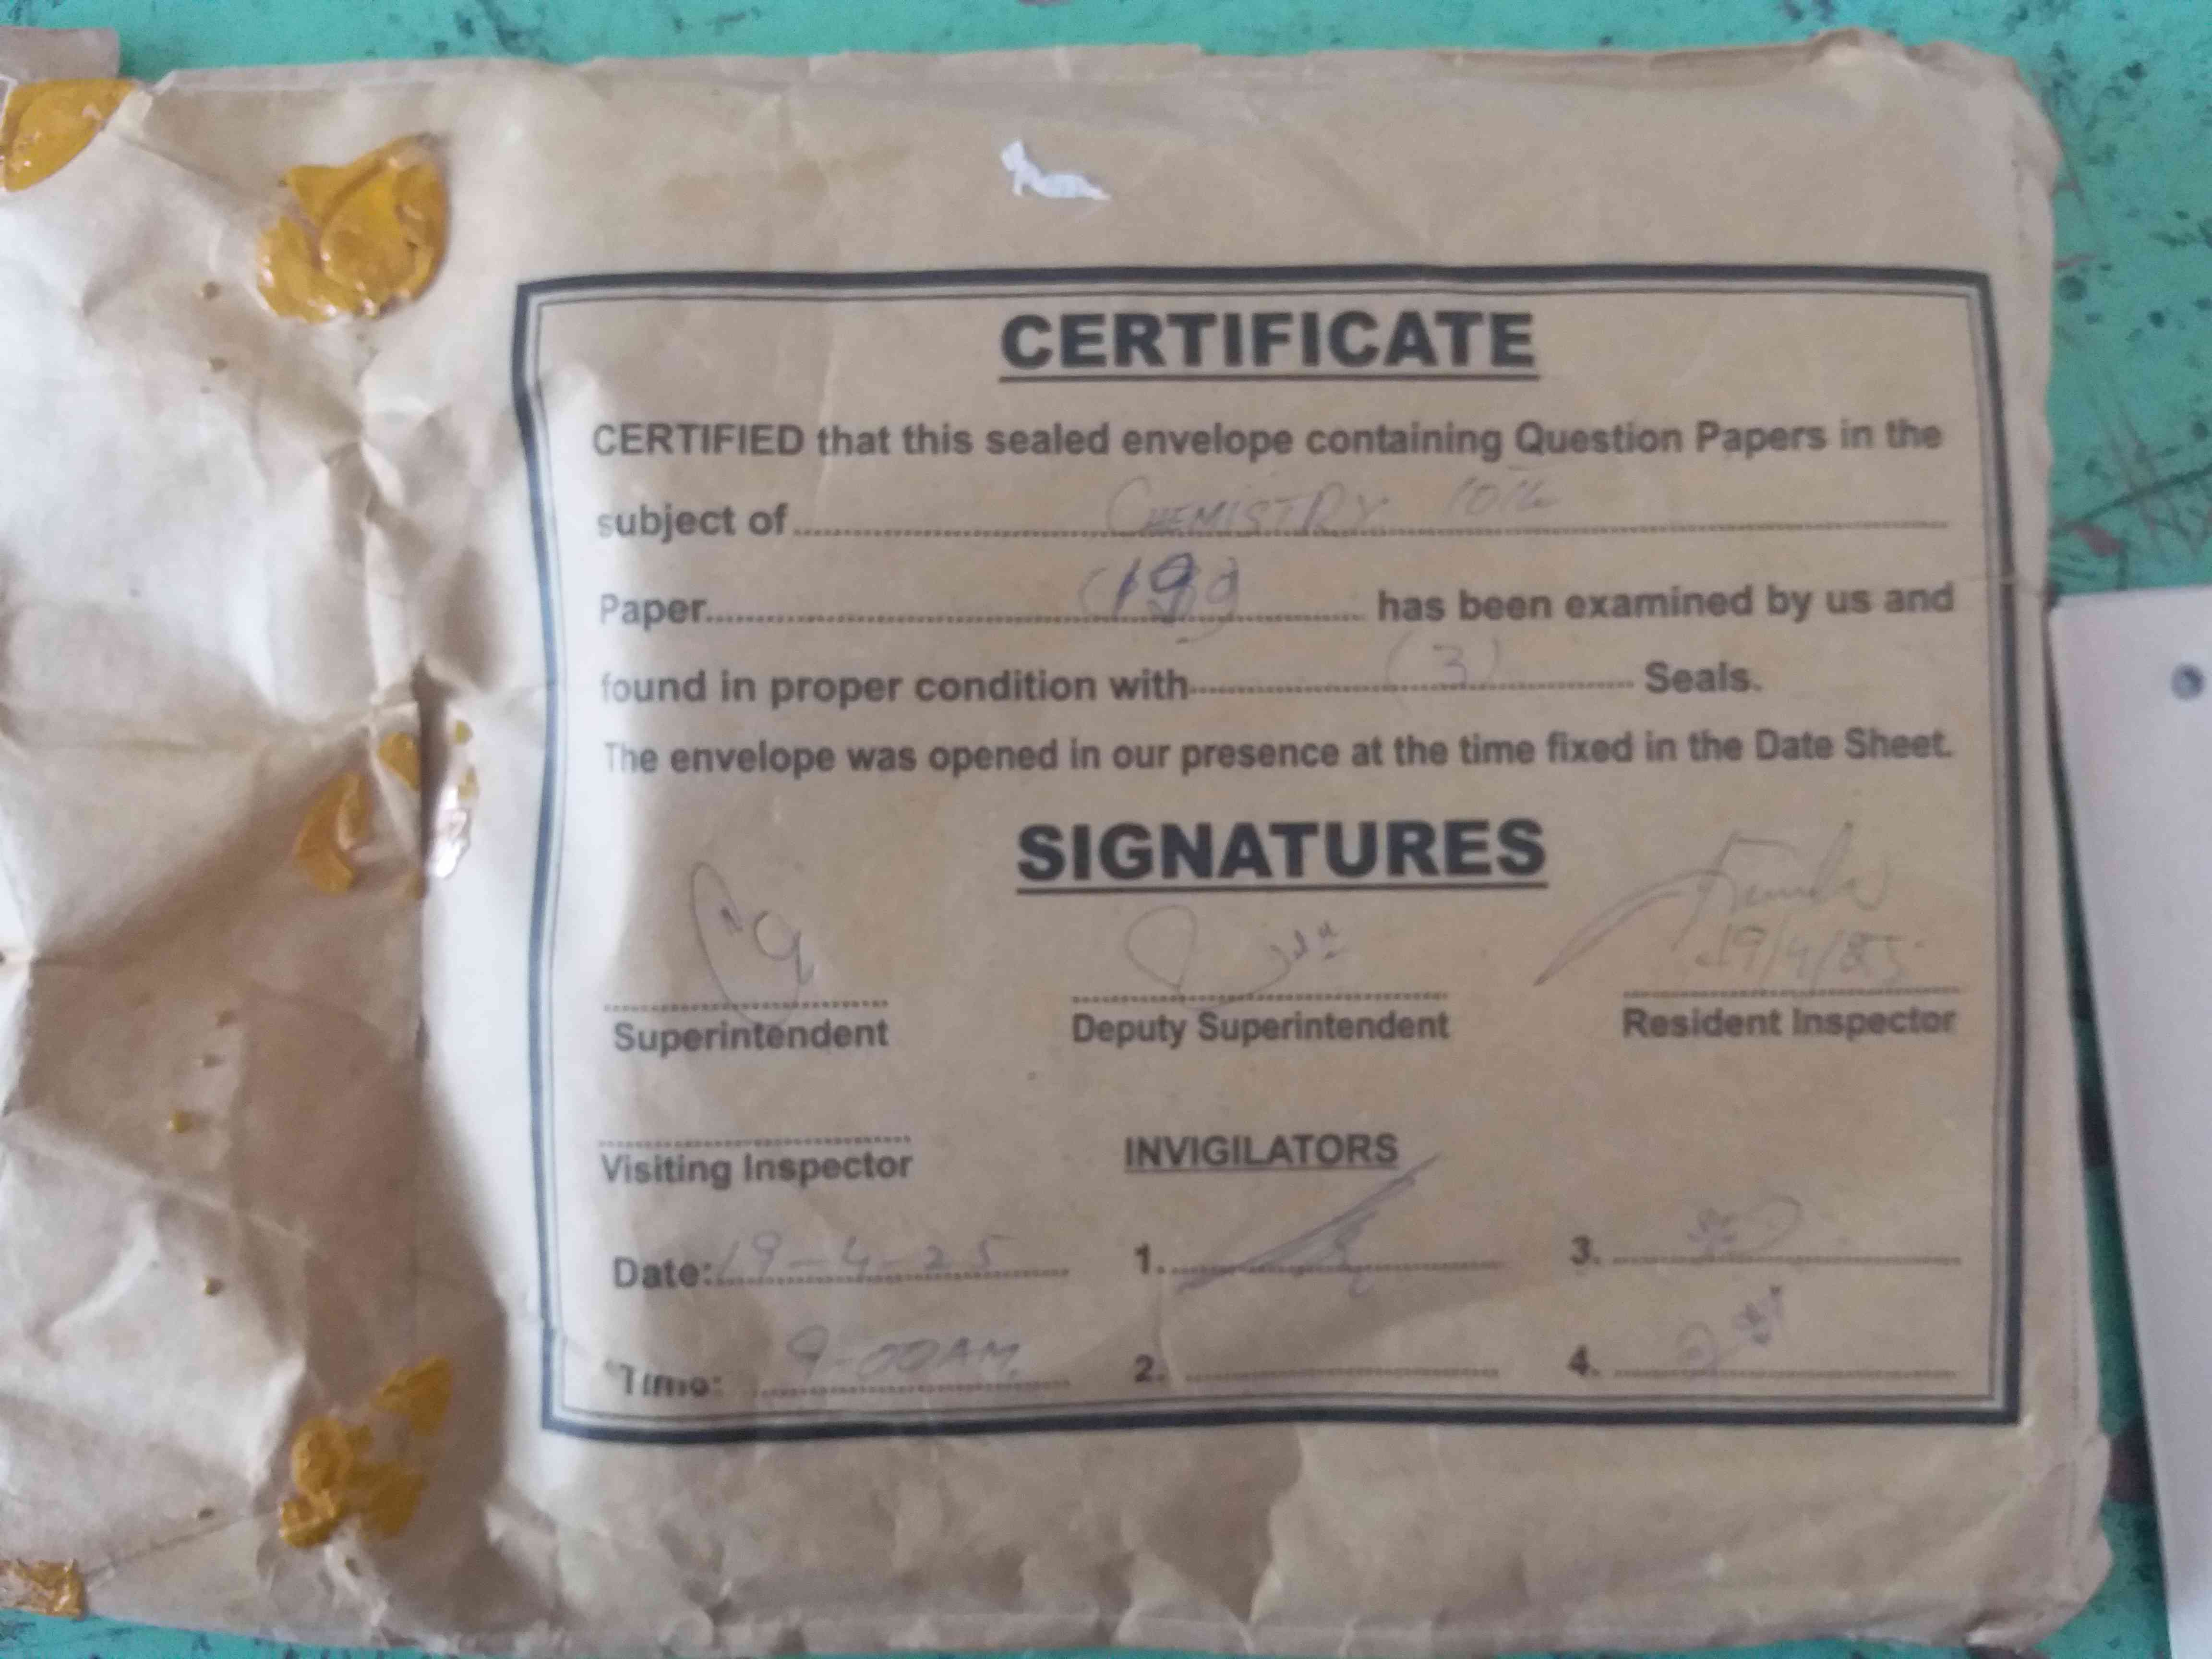 CERTIFICATE
CERTIFIED that this sealed envelope containing Question Papers in the
subject of CHEMISTRY 10th
Paper has been examined by us and
found in proper condition with (3) Seals.
The envelope was opened in our presence at the time fixed in the Date Sheet.
SIGNATURES
19/4/25
Superintendent Deputy Superintendent Resident Inspector
Visiting Inspector INVIGILATORS
Date: 19-4-25 1. 3.
Time: 9-00AM 2. 4.